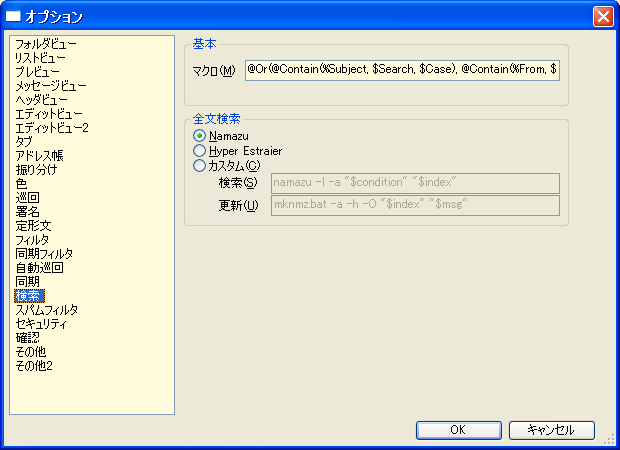 オプション
フォルダビュー
リストビュー
プレビュー
メッセージビュー
ヘッダビュー
エディットビュー
エディットビュー2
タブ
アドレス帳
振り分け
色
巡回
署名
定形文
フィルタ
同期フィルタ
自動巡回
同期
検索
スパムフィルタ
セキュリティ
確認
その他
その他2
基本
マクロ(M) @Or(@Contain(%Subject, $Search, $Case), @Contain(%From, $
全文検索
Namazu
Hyper Estraier
カスタム(C)
検索(S) namazu -l -a "$condition" "$index"
更新(U) mknmz.bat -a -h -O "$index" "$msg"
OK キャンセル